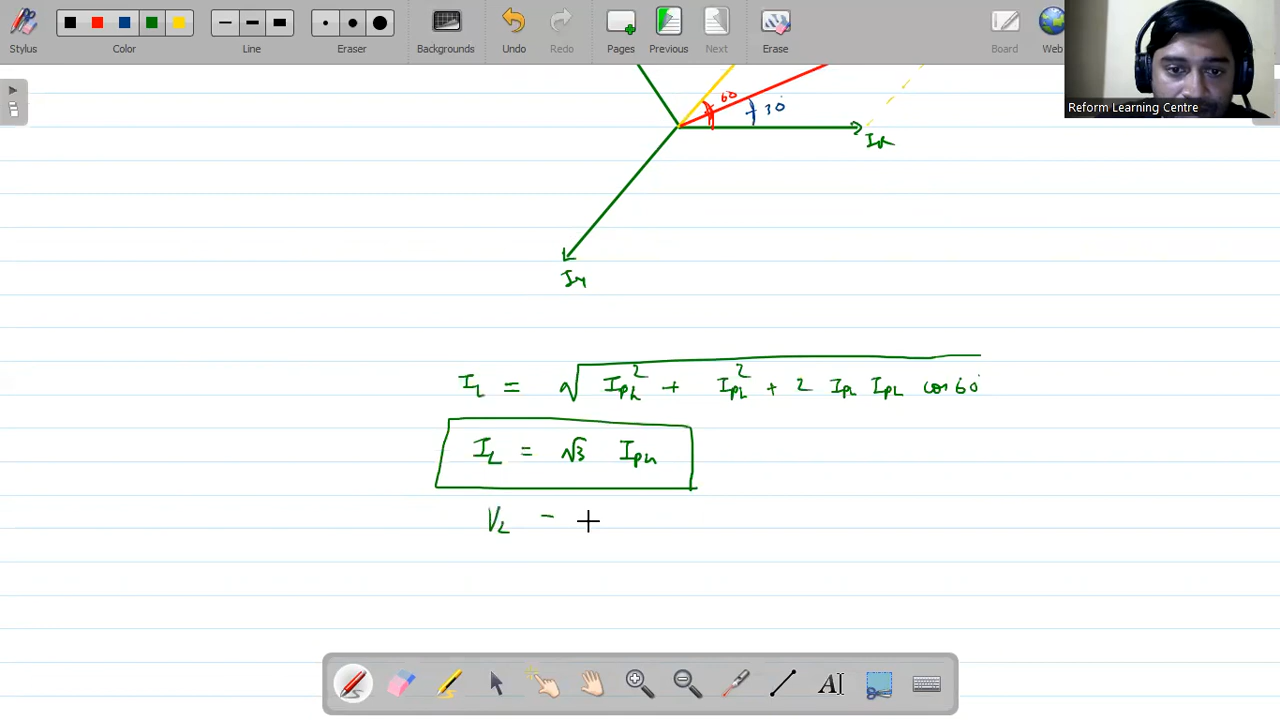 Stylus Color Line Eraser Backgrounds Undo Redo Pages Previous Next Erase Board Web
Reform Learning Centre
60
30°
IR
IY
IL = √ Iph² + Iph² + 2 Iph Iph cos 60°
IL = √3 Iph
VL =